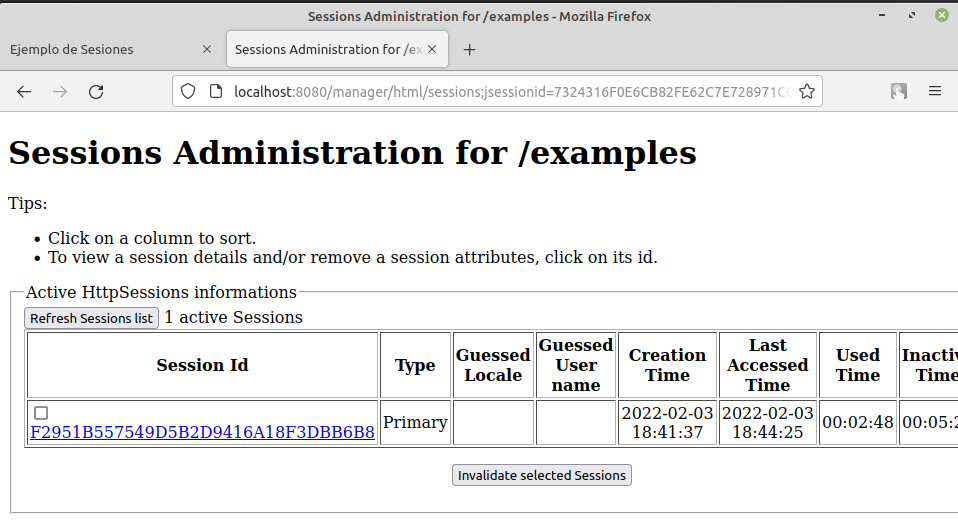 Sessions Administration for /examples - Mozilla Firefox
Ejemplo de Sesiones
Sessions Administration for /ex
localhost:8080/manager/html/sessions;jsessionid=7324316F0E6CB82FE62C7E728971CC
Sessions Administration for /examples
Tips:
Click on a column to sort.
To view a session details and/or remove a session attributes, click on its id.
Active HttpSessions informations
Refresh Sessions list 1 active Sessions
Session Id Type Guessed Locale Guessed User name Creation Time Last Accessed Time Used Time Inactiv Time
F2951B557549D5B2D9416A18F3DBB6B8 Primary 2022-02-03 18:41:37 2022-02-03 18:44:25 00:02:48 00:05:2
Invalidate selected Sessions